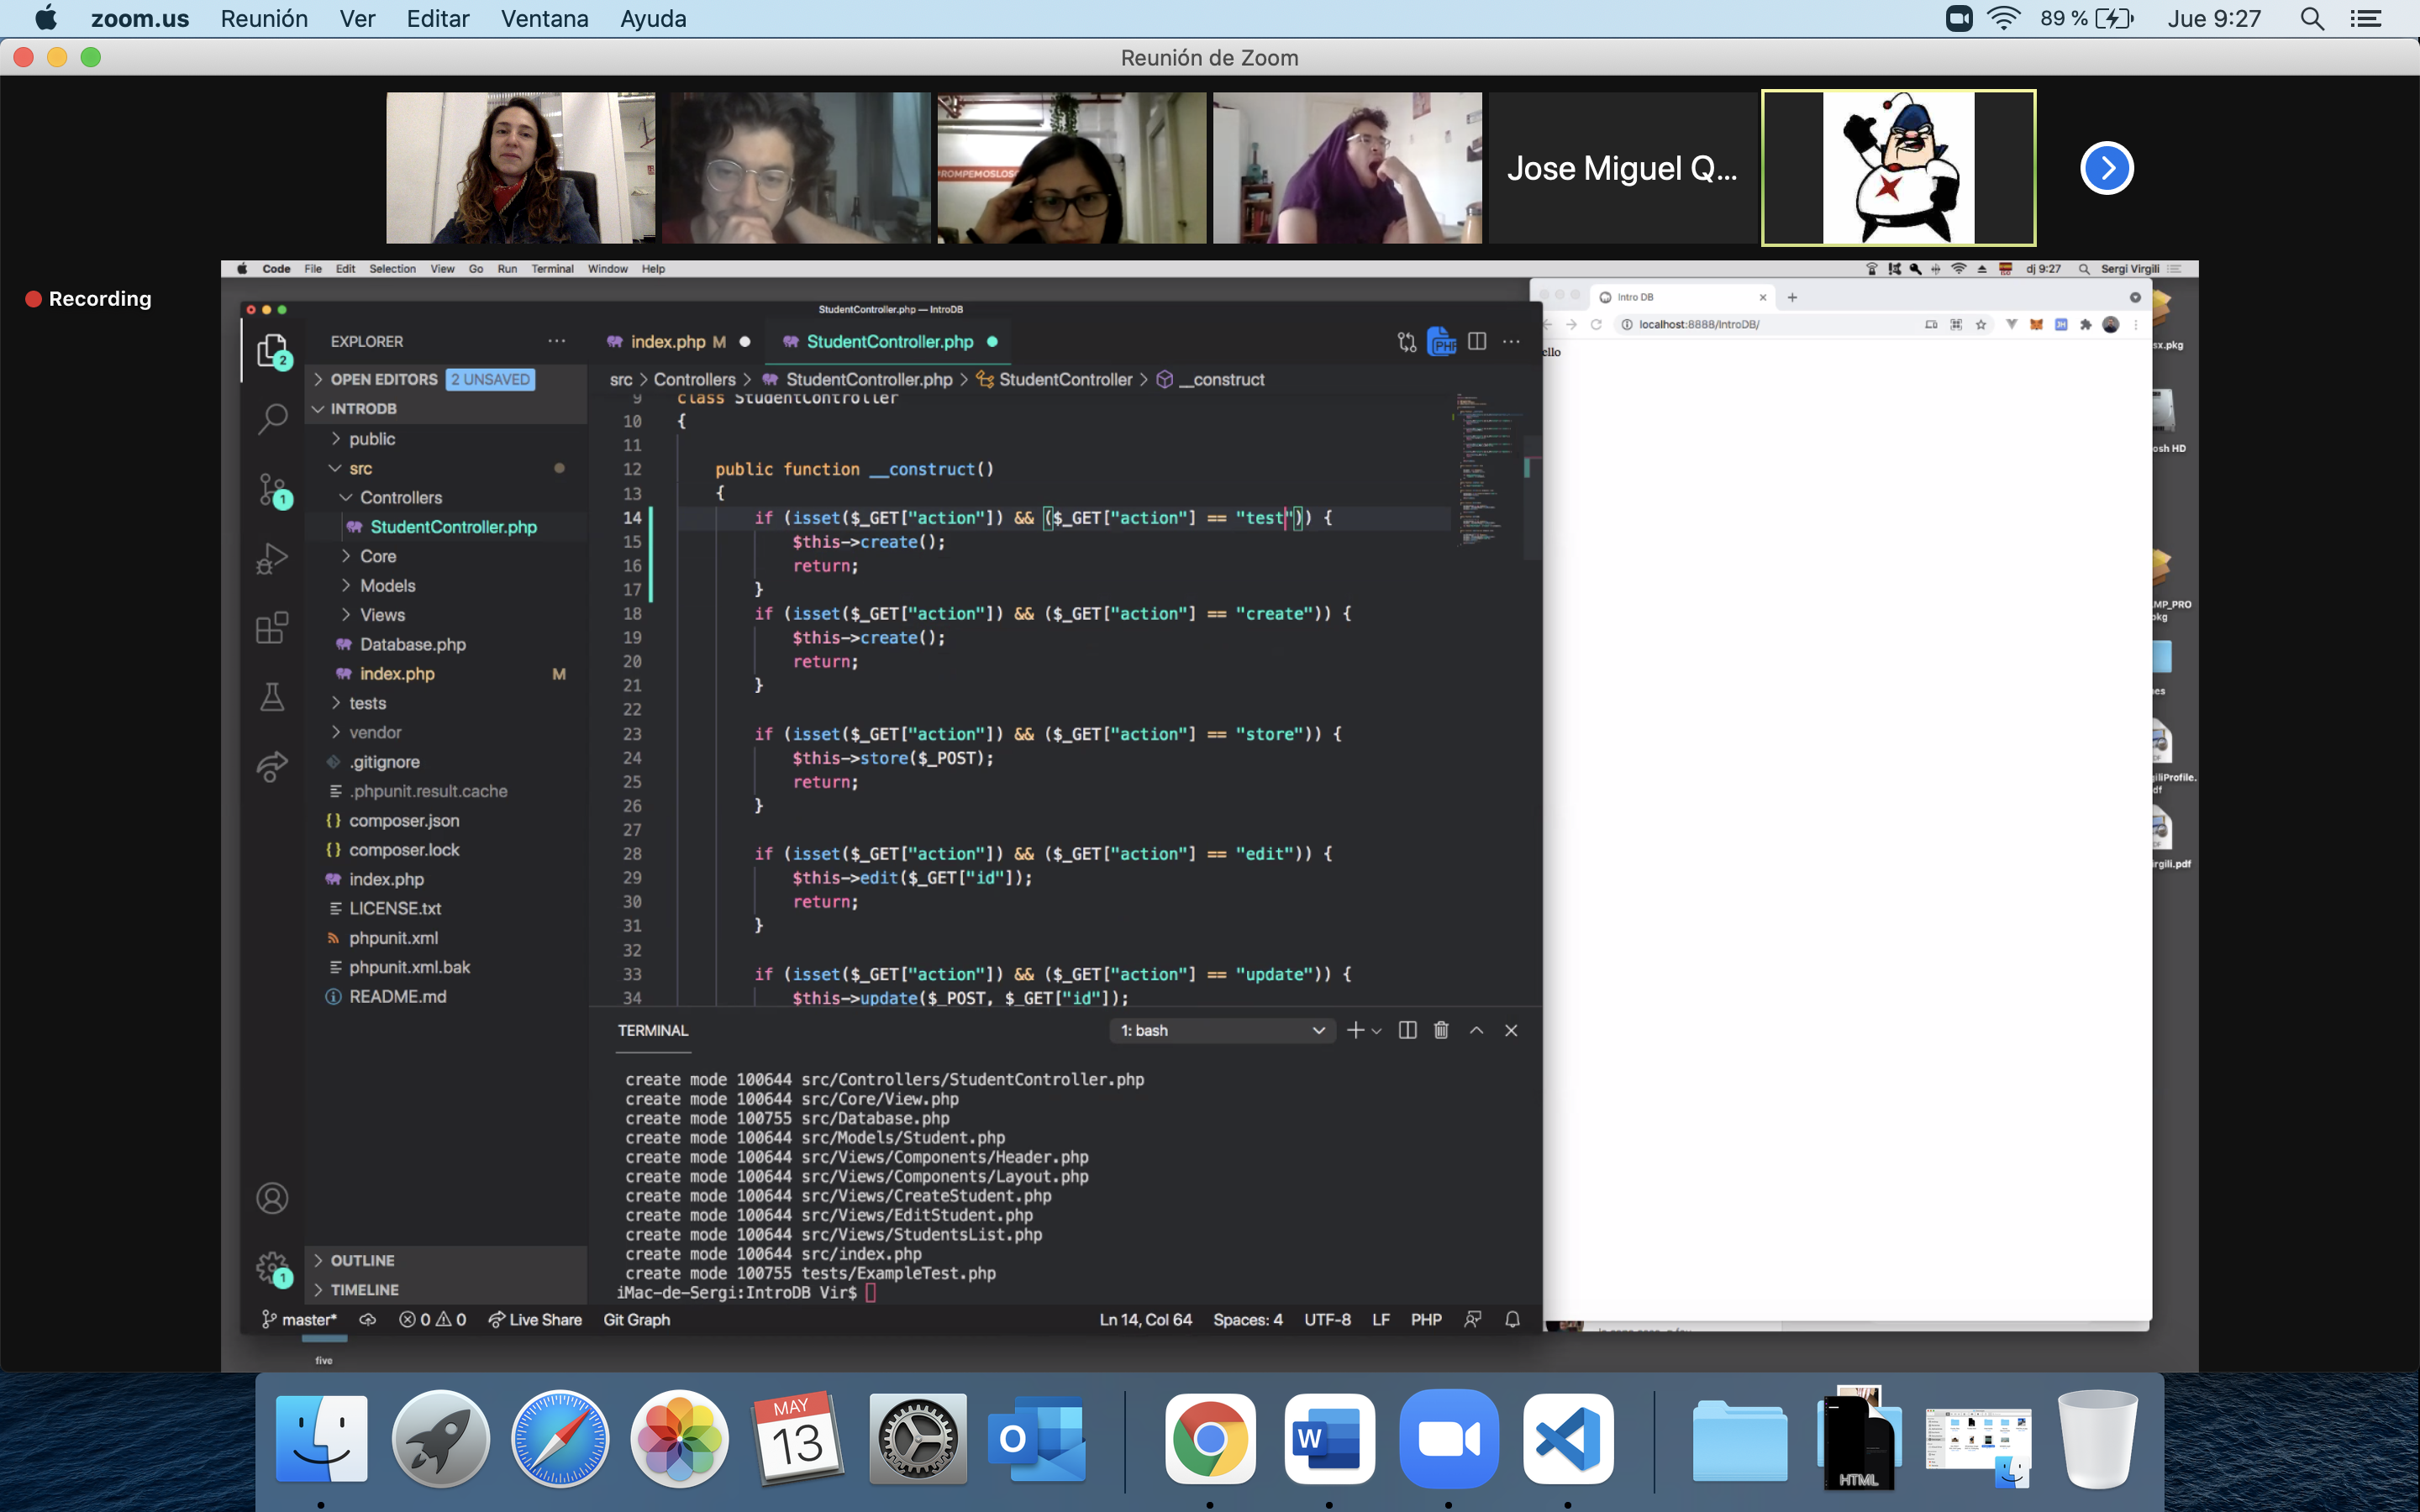 zoom.us Reunión Ver Editar Ventana Ayuda 89 % Jue 9:27
Reunión de Zoom
#ROMPEMOSLOS
Jose Miguel Q...
Recording
Code File Edit Selection View Go Run Terminal Window Help dj 9:27 Sergi Virgili
StudentController.php — IntroDB
Intro DB
localhost:8888/IntroDB/
ello
EXPLORER
index.php M StudentController.php
PHP
OPEN EDITORS 2 UNSAVED
src > Controllers > StudentController.php > StudentController > __construct
INTRODB
public
src
Controllers
StudentController.php
Core
Models
Views
Database.php
index.php M
tests
vendor
.gitignore
.phpunit.result.cache
composer.json
composer.lock
index.php
LICENSE.txt
phpunit.xml
phpunit.xml.bak
README.md
OUTLINE
TIMELINE
9 class StudentController
10 {
11
12 public function __construct()
13 {
14 if (isset($_GET["action"]) && ($_GET["action"] == "test")) {
15 $this->create();
16 return;
17 }
18 if (isset($_GET["action"]) && ($_GET["action"] == "create")) {
19 $this->create();
20 return;
21 }
22
23 if (isset($_GET["action"]) && ($_GET["action"] == "store")) {
24 $this->store($_POST);
25 return;
26 }
27
28 if (isset($_GET["action"]) && ($_GET["action"] == "edit")) {
29 $this->edit($_GET["id"]);
30 return;
31 }
32
33 if (isset($_GET["action"]) && ($_GET["action"] == "update")) {
34 $this->update($_POST, $_GET["id"]);
TERMINAL 1: bash
create mode 100644 src/Controllers/StudentController.php
create mode 100644 src/Core/View.php
create mode 100755 src/Database.php
create mode 100644 src/Models/Student.php
create mode 100644 src/Views/Components/Header.php
create mode 100644 src/Views/Components/Layout.php
create mode 100644 src/Views/CreateStudent.php
create mode 100644 src/Views/EditStudent.php
create mode 100644 src/Views/StudentsList.php
create mode 100644 src/index.php
create mode 100755 tests/ExampleTest.php
iMac-de-Sergi:IntroDB Vir$
master* 0 0 Live Share Git Graph Ln 14, Col 64 Spaces: 4 UTF-8 LF PHP
sx.pkg
osh HD
MP_PRO
pkg
nes
giliProfile.
df
irgili.pdf
five
MAY
13
HTML